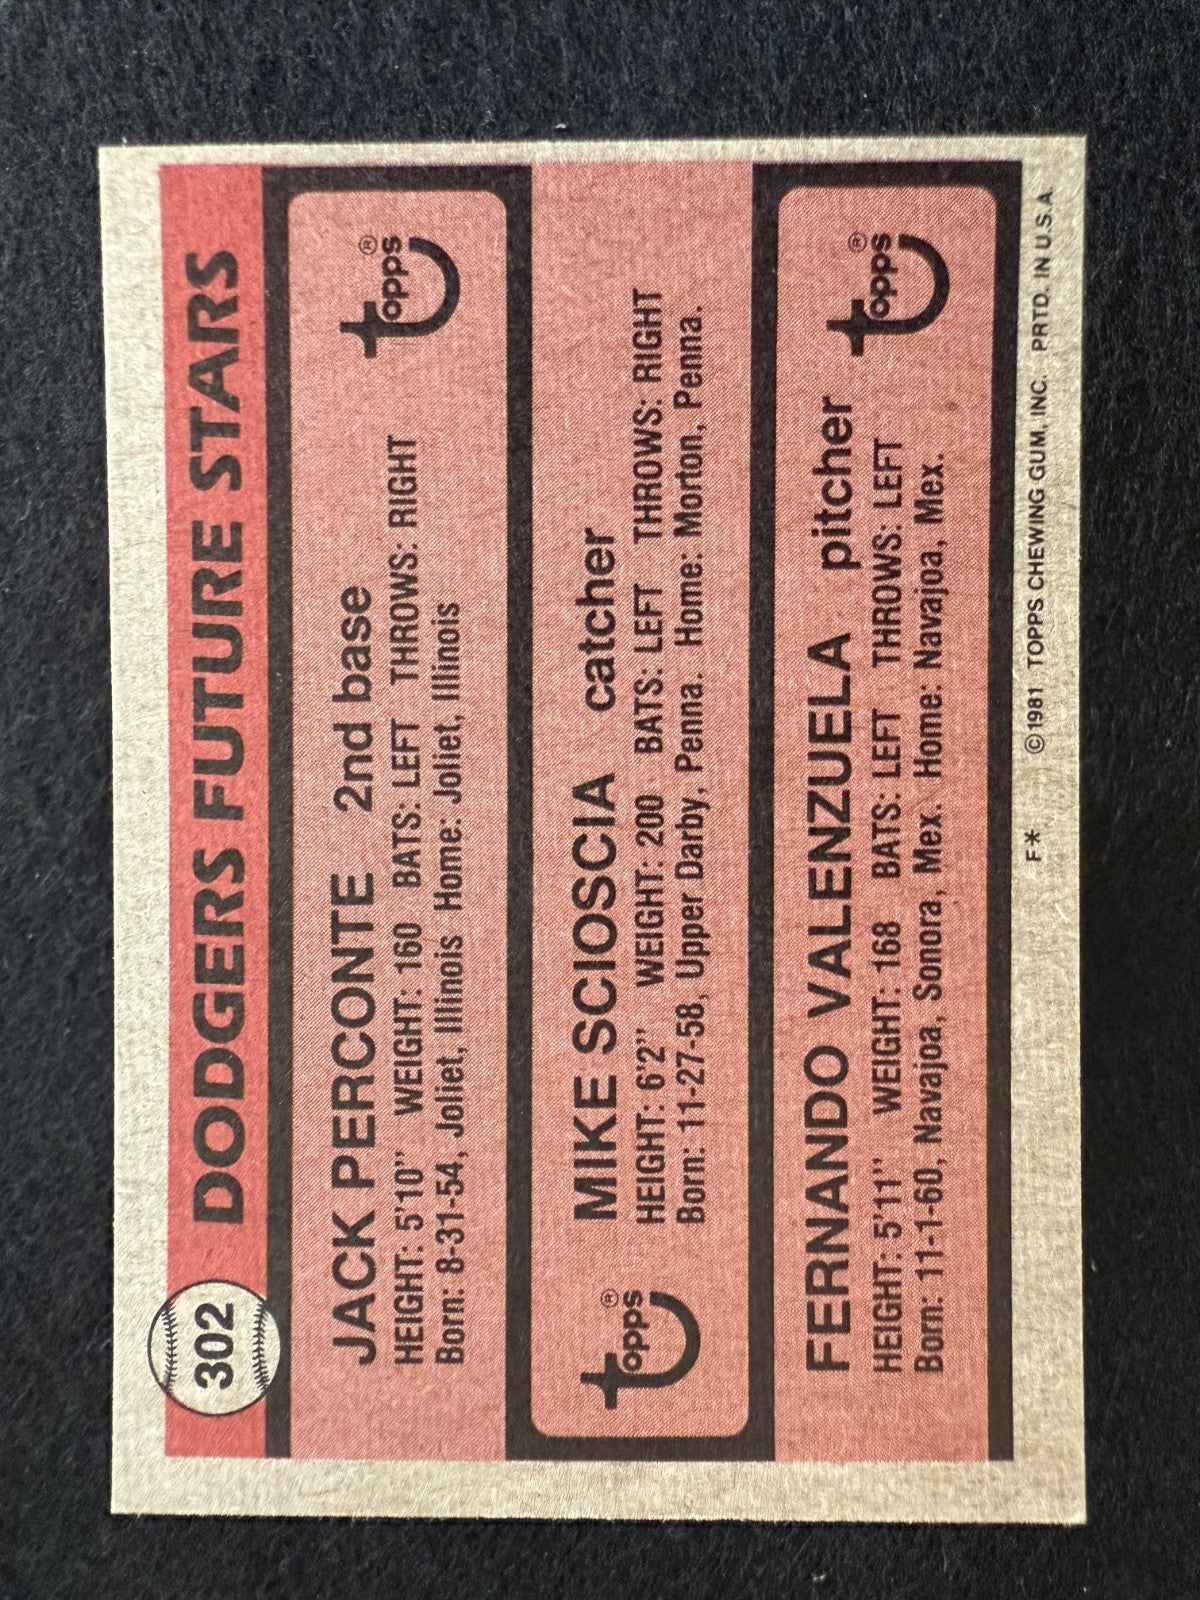 302 DODGERS FUTURE STARS
JACK PERCONTE 2nd base
HEIGHT: 5'10" WEIGHT: 160 BATS: LEFT THROWS: RIGHT
Born: 8-31-54, Joliet, Illinois Home: Joliet, Illinois
topps®
topps®
MIKE SCIOSCIA catcher
HEIGHT: 6'2" WEIGHT: 200 BATS: LEFT THROWS: RIGHT
Born: 11-27-58, Upper Darby, Penna. Home: Morton, Penna.
FERNANDO VALENZUELA pitcher
HEIGHT: 5'11" WEIGHT: 168 BATS: LEFT THROWS: LEFT
Born: 11-1-60, Navajoa, Sonora, Mex. Home: Navajoa, Mex.
topps®
F* ©1981 TOPPS CHEWING GUM, INC. PRTD. IN U.S.A.